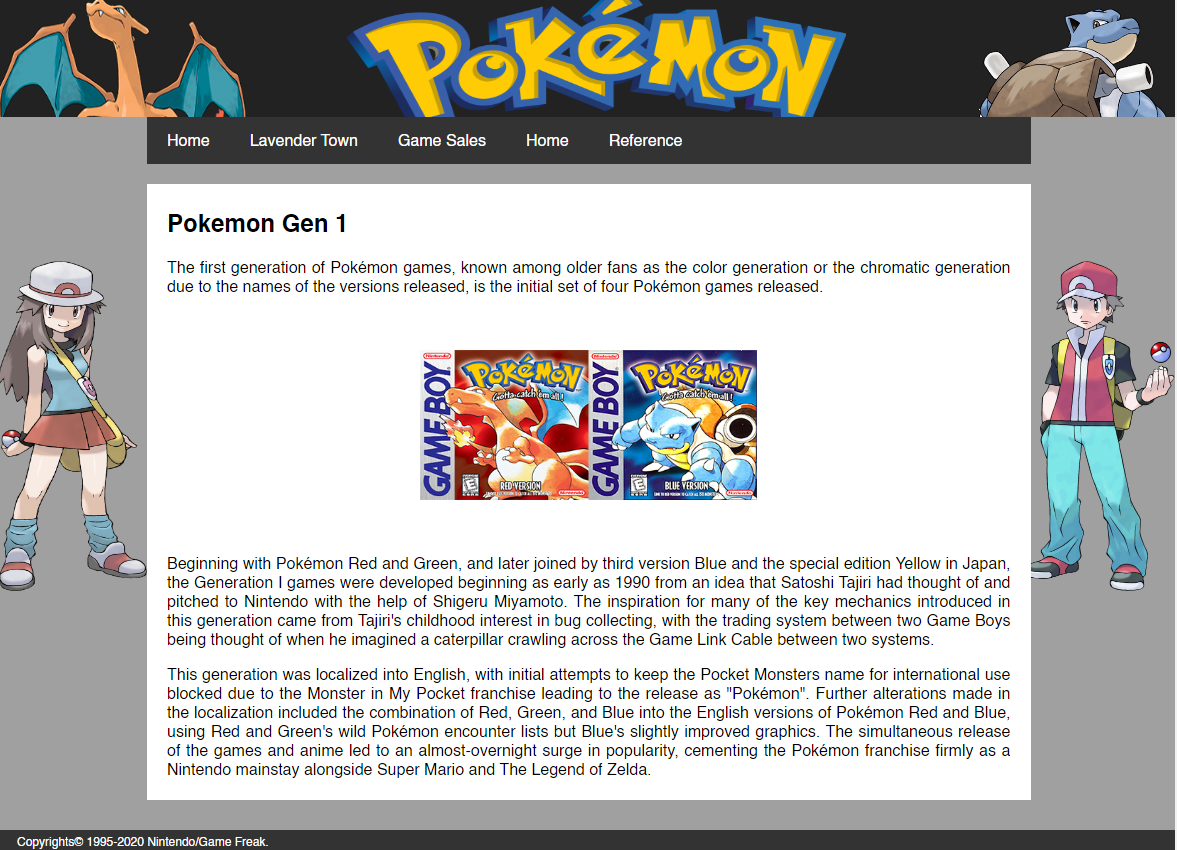 POKéMON
Home Lavender Town Game Sales Home Reference
Pokemon Gen 1
The first generation of Pokémon games, known among older fans as the color generation or the chromatic generation
due to the names of the versions released, is the initial set of four Pokémon games released.
Nintendo
GAME BOY
POKéMON
Gotta catch 'em all!
RED VERSION
Nintendo
Nintendo
GAME BOY
POKéMON
Gotta catch 'em all!
BLUE VERSION
Nintendo
Beginning with Pokémon Red and Green, and later joined by third version Blue and the special edition Yellow in Japan,
the Generation I games were developed beginning as early as 1990 from an idea that Satoshi Tajiri had thought of and
pitched to Nintendo with the help of Shigeru Miyamoto. The inspiration for many of the key mechanics introduced in
this generation came from Tajiri's childhood interest in bug collecting, with the trading system between two Game Boys
being thought of when he imagined a caterpillar crawling across the Game Link Cable between two systems.
This generation was localized into English, with initial attempts to keep the Pocket Monsters name for international use
blocked due to the Monster in My Pocket franchise leading to the release as "Pokémon". Further alterations made in
the localization included the combination of Red, Green, and Blue into the English versions of Pokémon Red and Blue,
using Red and Green's wild Pokémon encounter lists but Blue's slightly improved graphics. The simultaneous release
of the games and anime led to an almost-overnight surge in popularity, cementing the Pokémon franchise firmly as a
Nintendo mainstay alongside Super Mario and The Legend of Zelda.
Copyrights© 1995-2020 Nintendo/Game Freak.